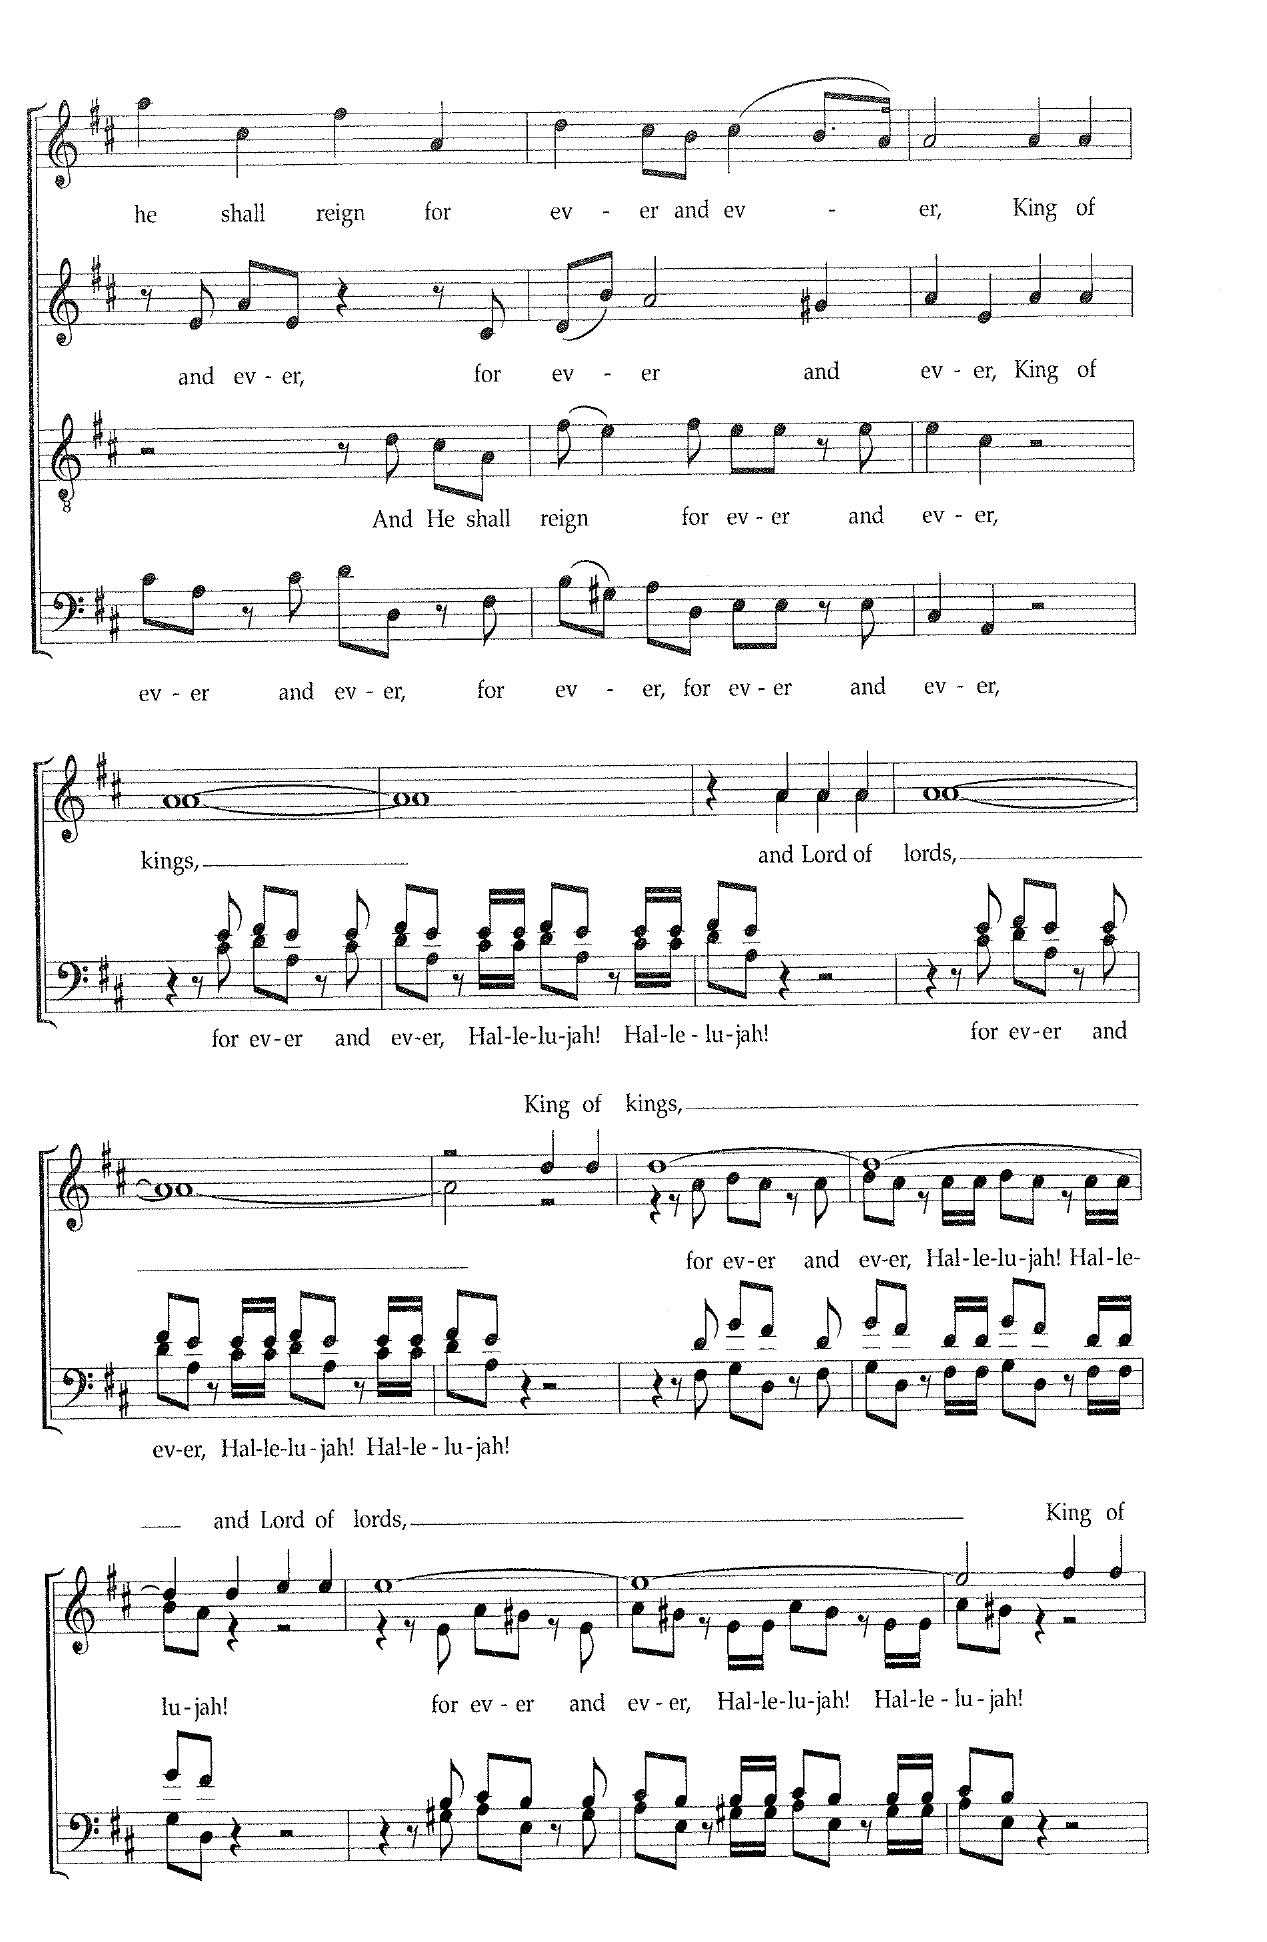 he shall reign for ev - er and ev - er, King of
and ev - er, for ev - er and ev - er, King of
And He shall reign for ev - er and ev - er,
ev - er and ev - er, for ev - er, for ev - er and ev - er,
kings, and Lord of lords,
for ev-er and ev-er, Hal-le-lu-jah! Hal-le-lu-jah! for ev-er and
King of kings,
for ev-er and ev-er, Hal-le-lu-jah! Hal-le-
ev-er, Hal-le-lu-jah! Hal-le-lu-jah!
and Lord of lords, King of
lu-jah! for ev - er and ev - er, Hal-le-lu-jah! Hal-le-lu-jah!